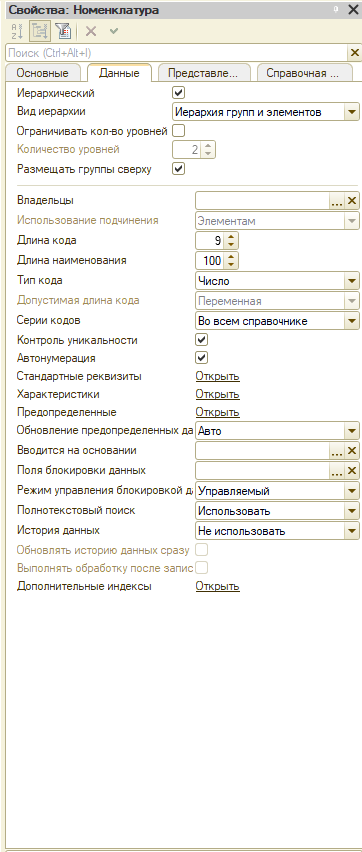 Свойства: Номенклатура
Поиск (Ctrl+Alt+I)
Основные Данные Представле... Справочная ...
Иерархический
Вид иерархии Иерархия групп и элементов
Ограничивать кол-во уровней
Количество уровней 2
Размещать группы сверху
Владельцы ...
Использование подчинения Элементам
Длина кода 9
Длина наименования 100
Тип кода Число
Допустимая длина кода Переменная
Серии кодов Во всем справочнике
Контроль уникальности
Автонумерация
Стандартные реквизиты Открыть
Характеристики Открыть
Предопределенные Открыть
Обновление предопределенных да Авто
Вводится на основании ...
Поля блокировки данных ...
Режим управления блокировкой да Управляемый
Полнотекстовый поиск Использовать
История данных Не использовать
Обновлять историю данных сразу
Выполнять обработку после запис
Дополнительные индексы Открыть